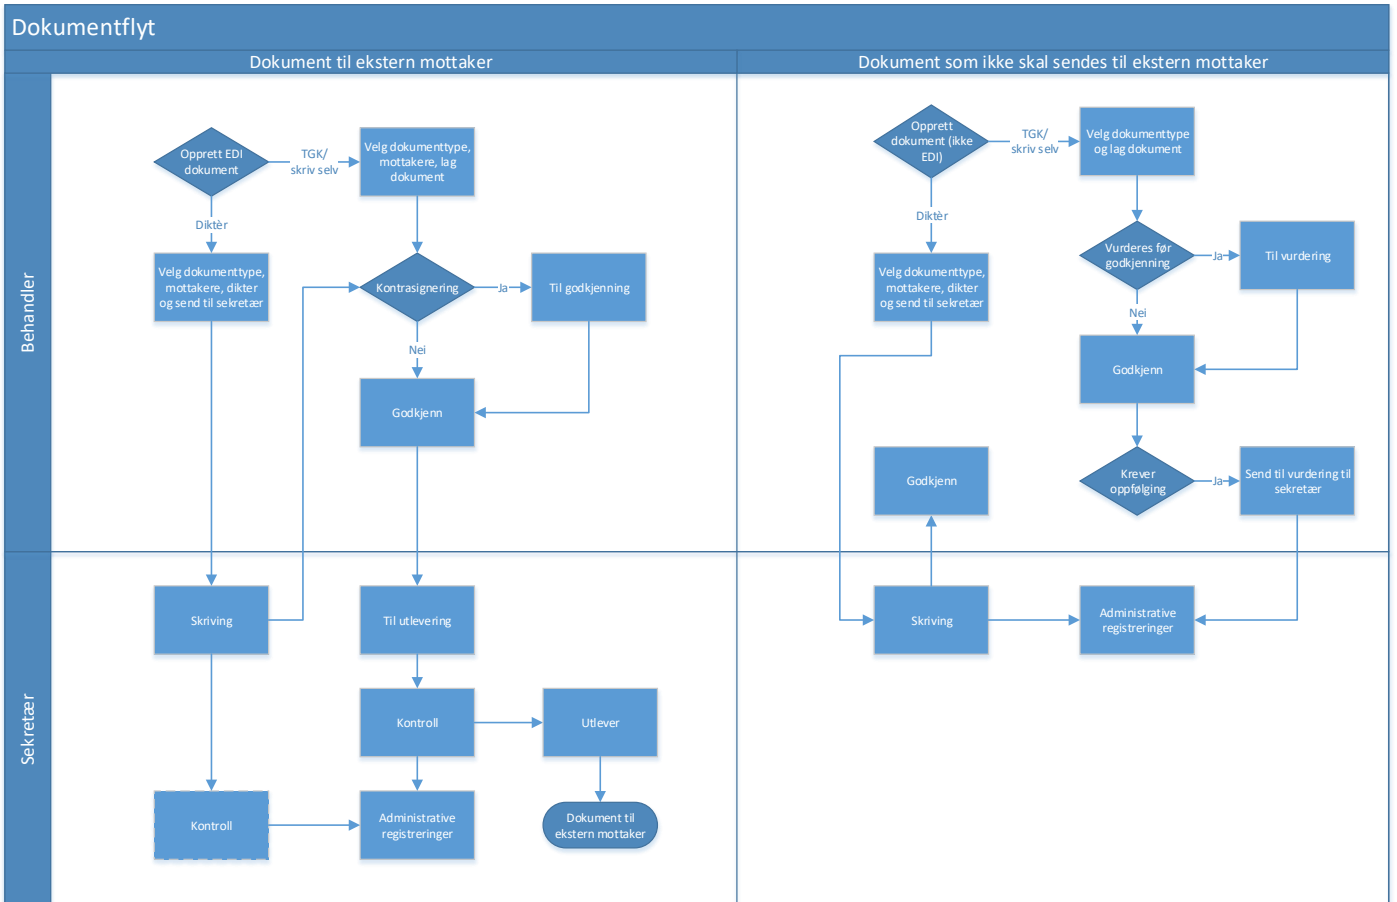 Dokumentflyt
Dokument til ekstern mottaker
Dokument som ikke skal sendes til ekstern mottaker
Behandler
Opprett EDI
dokument
TGK/
skriv selv
Velg dokumenttype,
mottakere, lag
dokument
Diktèr
Velg dokumenttype,
mottakere, dikter
og send til sekretær
Kontrasignering
Ja
Til godkjenning
Nei
Godkjenn
Opprett
dokument (ikke
EDI)
TGK/
skriv selv
Velg dokumenttype
og lag dokument
Diktèr
Velg dokumenttype,
mottakere, dikter
og send til sekretær
Vurderes før
godkjenning
Ja
Til vurdering
Nei
Godkjenn
Godkjenn
Krever
oppfølging
Ja
Send til vurdering til
sekretær
Sekretær
Skriving
Til utlevering
Kontroll
Utlever
Kontroll
Administrative
registreringer
Dokument til
ekstern mottaker
Skriving
Administrative
registreringer